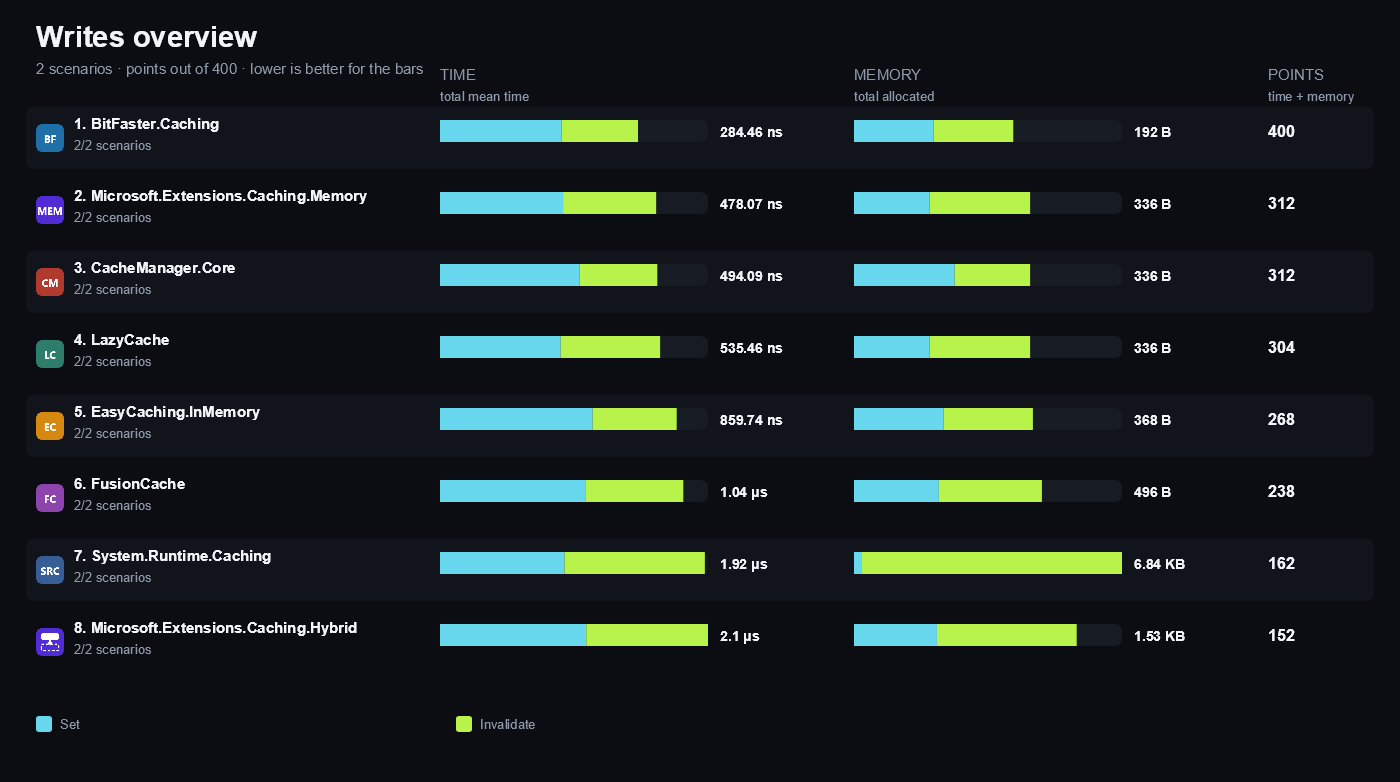 Writes overview
2 scenarios · points out of 400 · lower is better for the bars
TIME
total mean time
MEMORY
total allocated
POINTS
time + memory
BF
1. BitFaster.Caching
2/2 scenarios
284.46 ns
192 B
400
MEM
2. Microsoft.Extensions.Caching.Memory
2/2 scenarios
478.07 ns
336 B
312
CM
3. CacheManager.Core
2/2 scenarios
494.09 ns
336 B
312
LC
4. LazyCache
2/2 scenarios
535.46 ns
336 B
304
EC
5. EasyCaching.InMemory
2/2 scenarios
859.74 ns
368 B
268
FC
6. FusionCache
2/2 scenarios
1.04 µs
496 B
238
SRC
7. System.Runtime.Caching
2/2 scenarios
1.92 µs
6.84 KB
162
8. Microsoft.Extensions.Caching.Hybrid
2/2 scenarios
2.1 µs
1.53 KB
152
Set
Invalidate